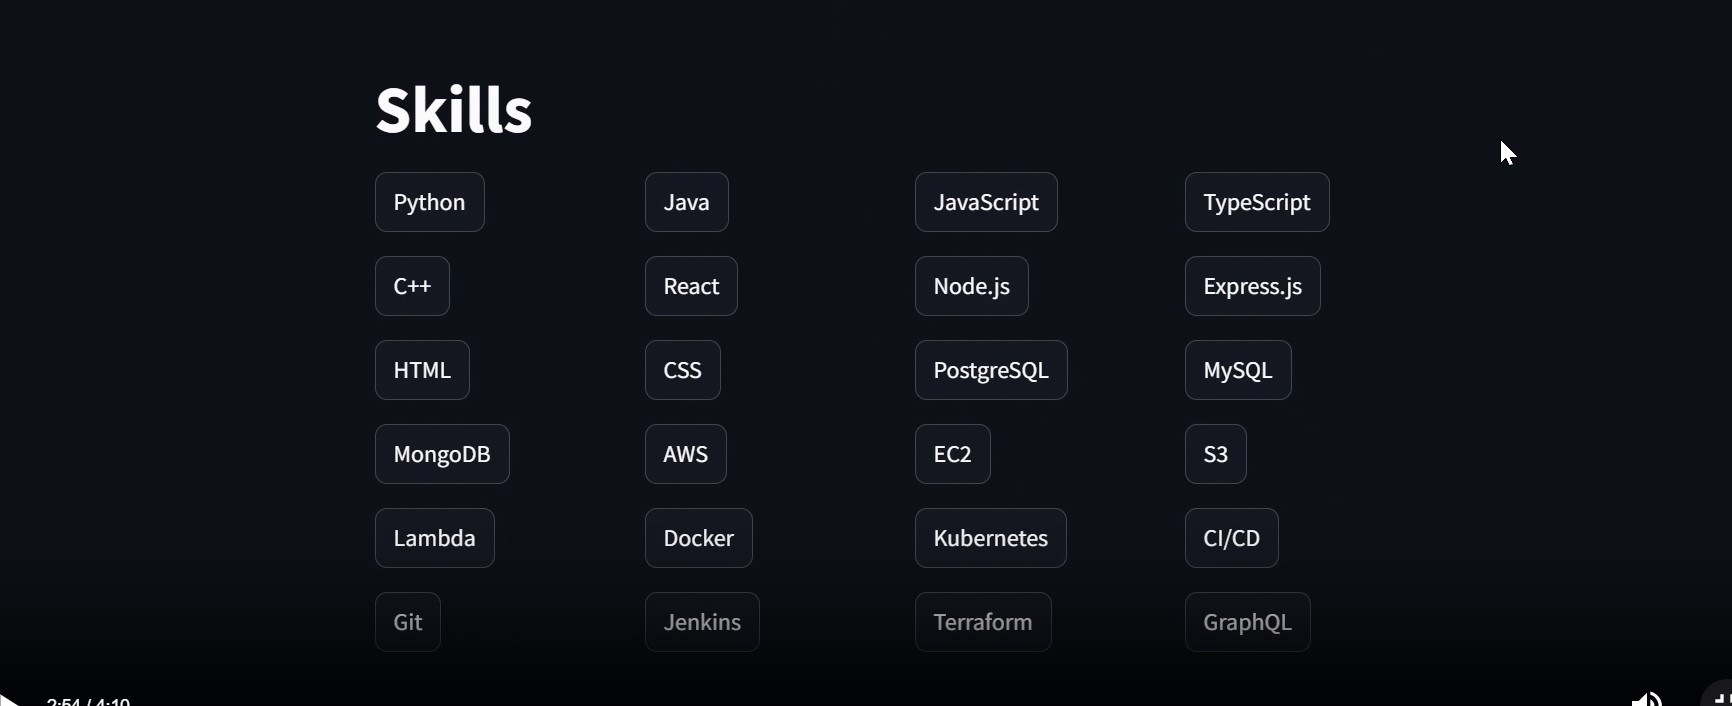 Skills
Python Java JavaScript TypeScript
C++ React Node.js Express.js
HTML CSS PostgreSQL MySQL
MongoDB AWS EC2 S3
Lambda Docker Kubernetes CI/CD
Git Jenkins Terraform GraphQL
2:54 / 4:10